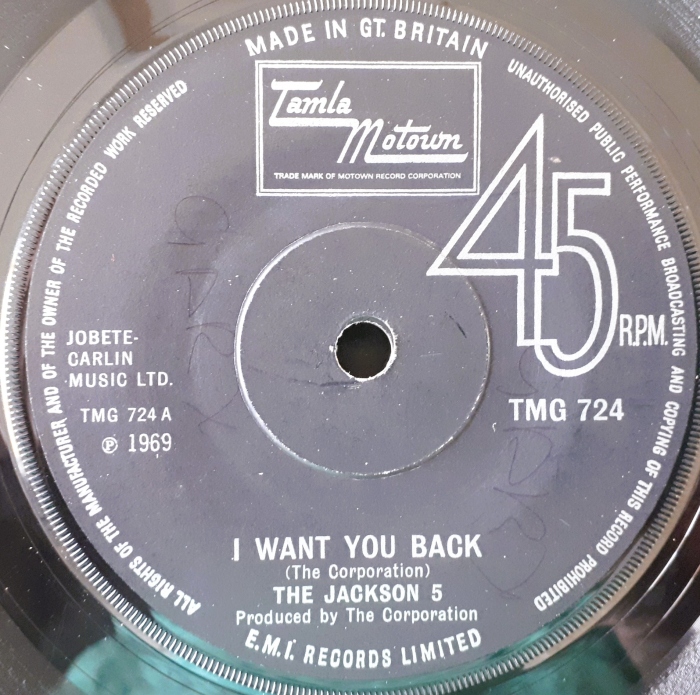 MADE IN GT. BRITAIN
UNAUTHORISED PUBLIC PERFORMANCE BROADCASTING AND COPYING OF THIS RECORD PROHIBITED
ALL RIGHTS OF THE MANUFACTURER AND OF THE OWNER OF THE RECORDED WORK RESERVED
Tamla
Motown
TRADE MARK OF MOTOWN RECORD CORPORATION
45
R.P.M.
JOBETE-
CARLIN
MUSIC LTD.
TMG 724 A
℗ 1969
TMG 724
I WANT YOU BACK
(The Corporation)
THE JACKSON 5
Produced by The Corporation
E.M.I. RECORDS LIMITED